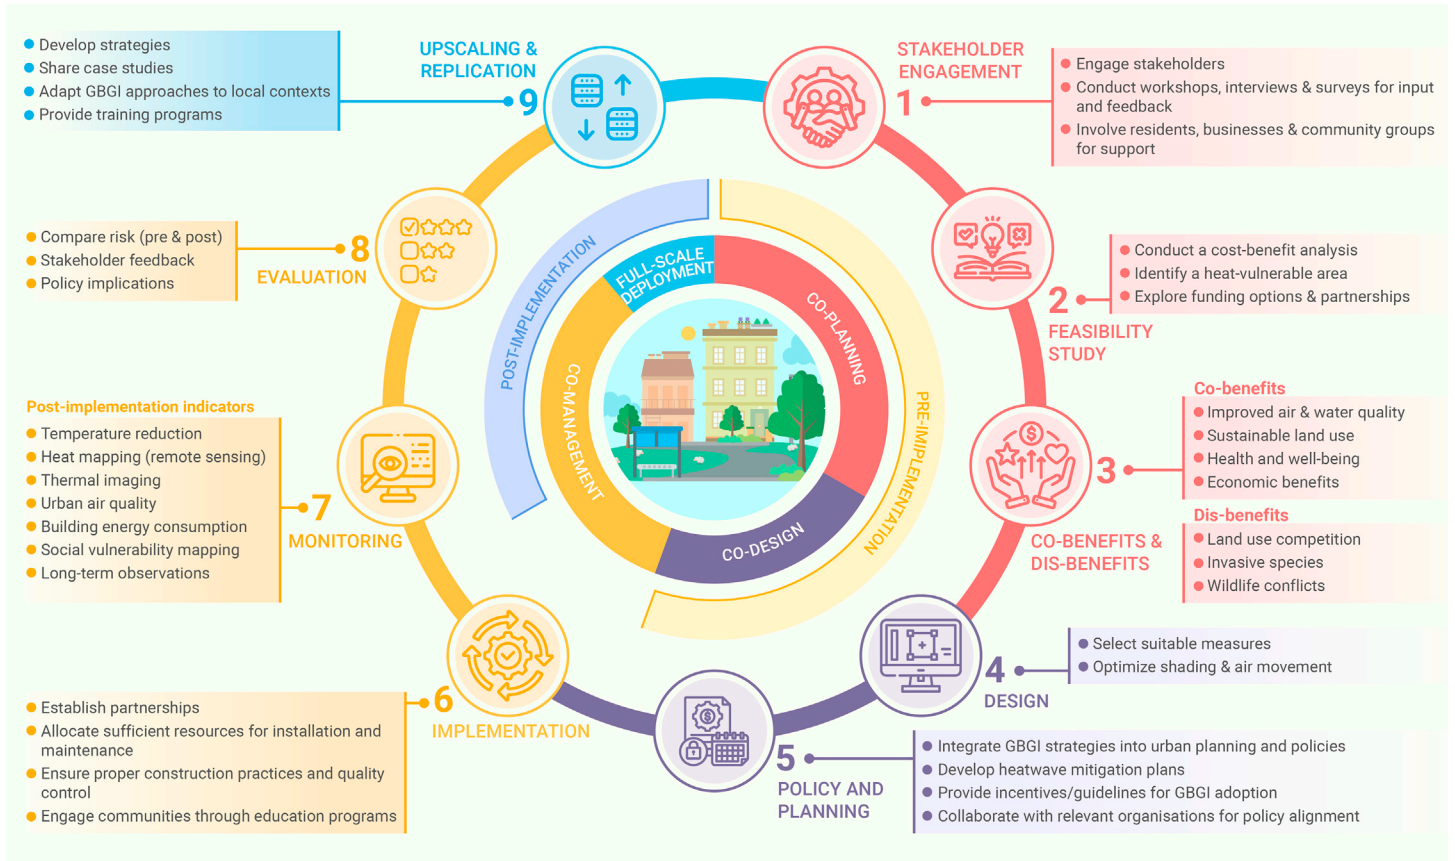 STAKEHOLDER
ENGAGEMENT
1
Engage stakeholders
Conduct workshops, interviews & surveys for input
and feedback
Involve residents, businesses & community groups
for support
2
FEASIBILITY
STUDY
Conduct a cost-benefit analysis
Identify a heat-vulnerable area
Explore funding options & partnerships
3
CO-BENEFITS &
DIS-BENEFITS
Co-benefits
Improved air & water quality
Sustainable land use
Health and well-being
Economic benefits
Dis-benefits
Land use competition
Invasive species
Wildlife conflicts
4
DESIGN
Select suitable measures
Optimize shading & air movement
5
POLICY AND
PLANNING
Integrate GBGI strategies into urban planning and policies
Develop heatwave mitigation plans
Provide incentives/guidelines for GBGI adoption
Collaborate with relevant organisations for policy alignment
6
IMPLEMENTATION
Establish partnerships
Allocate sufficient resources for installation and
maintenance
Ensure proper construction practices and quality
control
Engage communities through education programs
7
MONITORING
Post-implementation indicators
Temperature reduction
Heat mapping (remote sensing)
Thermal imaging
Urban air quality
Building energy consumption
Social vulnerability mapping
Long-term observations
8
EVALUATION
Compare risk (pre & post)
Stakeholder feedback
Policy implications
UPSCALING &
REPLICATION
9
Develop strategies
Share case studies
Adapt GBGI approaches to local contexts
Provide training programs
POST-IMPLEMENTATION
PRE-IMPLEMENTATION
FULL-SCALE
DEPLOYMENT
CO-PLANNING
CO-DESIGN
CO-MANAGEMENT